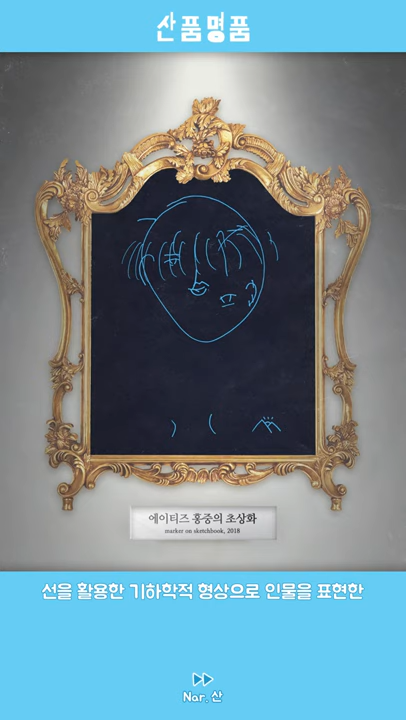 산품명품
에이티즈 홍중의 초상화
marker on sketchbook, 2018
선을 활용한 기하학적 형상으로 인물을 표현한
Nar. 산